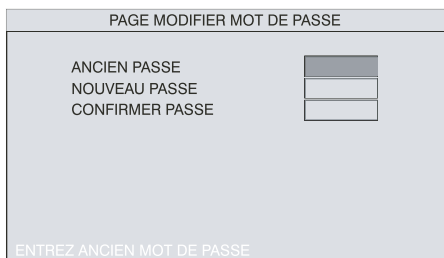 PAGE MODIFIER MOT DE PASSE
ANCIEN PASSE
NOUVEAU PASSE
CONFIRMER PASSE
ENTREZ ANCIEN MOT DE PASSE